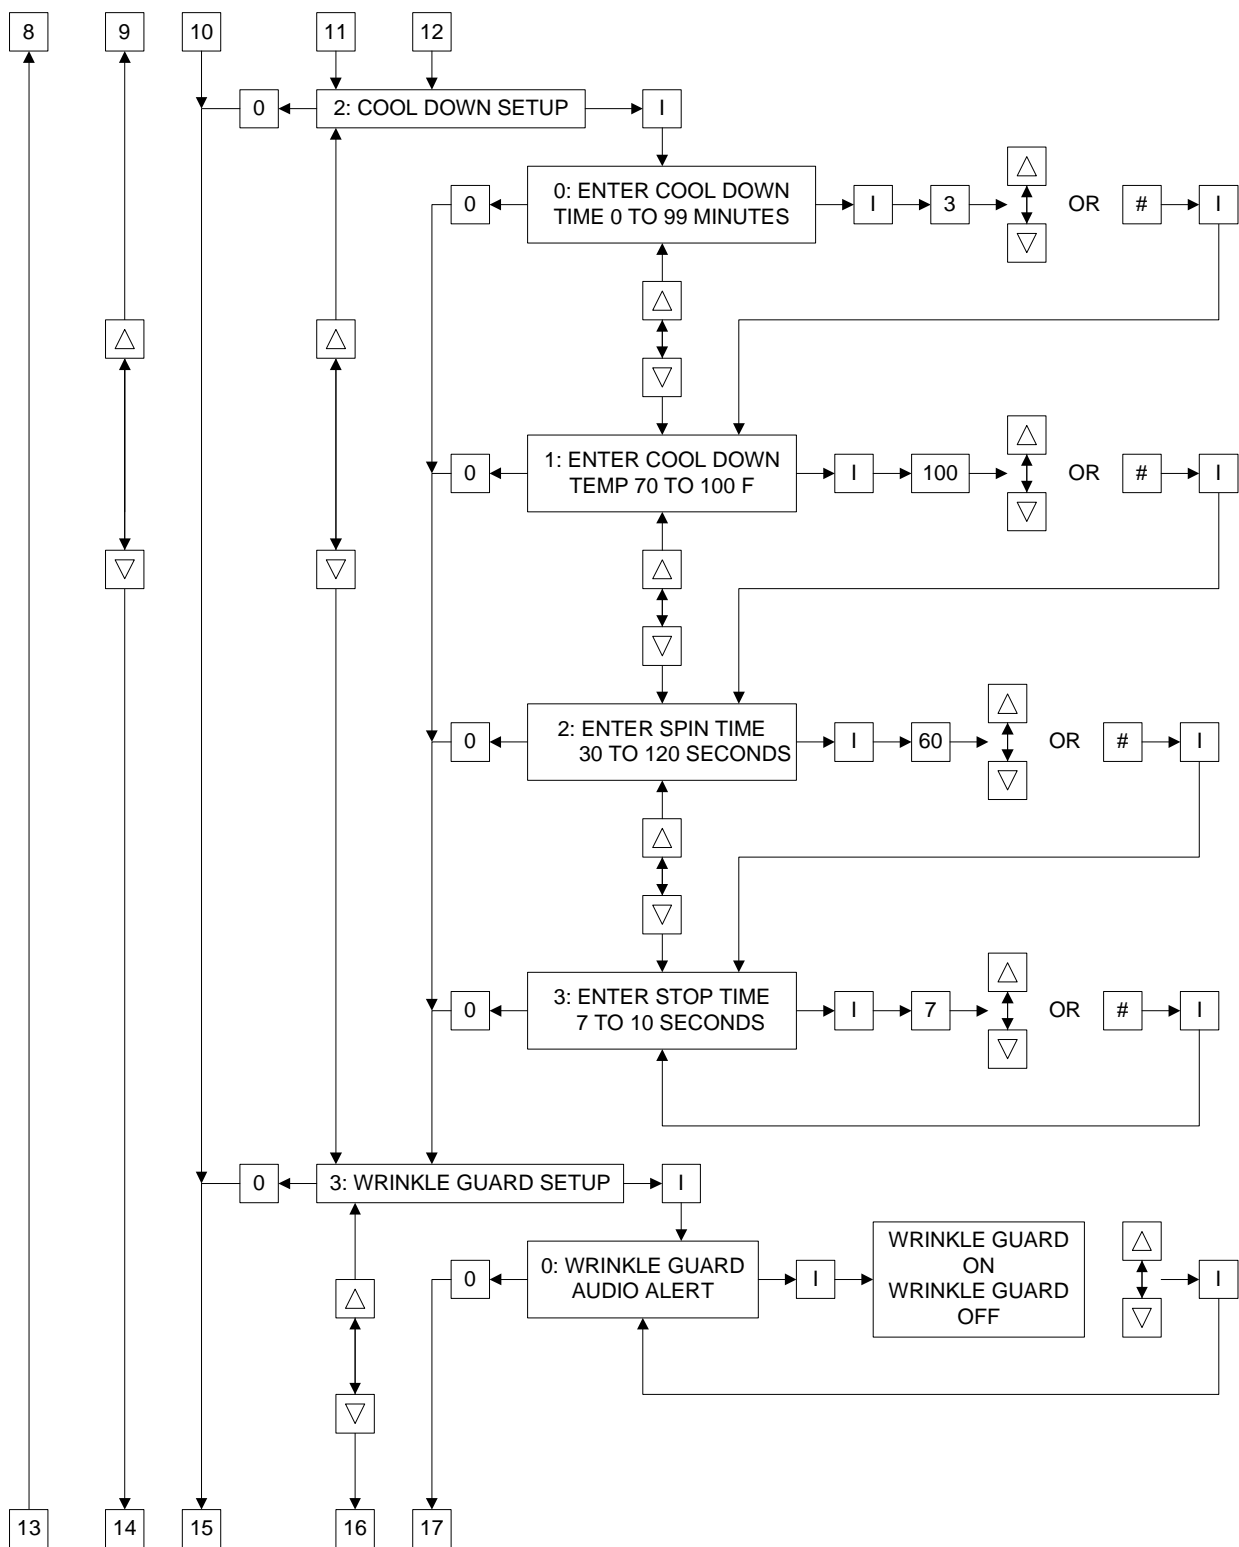 8 9 10 11 12
0 2: COOL DOWN SETUP I
0 0: ENTER COOL DOWN
TIME 0 TO 99 MINUTES I 3 OR # I
0 1: ENTER COOL DOWN
TEMP 70 TO 100 F I 100 OR # I
0 2: ENTER SPIN TIME
30 TO 120 SECONDS I 60 OR # I
0 3: ENTER STOP TIME
7 TO 10 SECONDS I 7 OR # I
0 3: WRINKLE GUARD SETUP I
0 0: WRINKLE GUARD
AUDIO ALERT I
WRINKLE GUARD
ON
WRINKLE GUARD
OFF
I
13 14 15 16 17